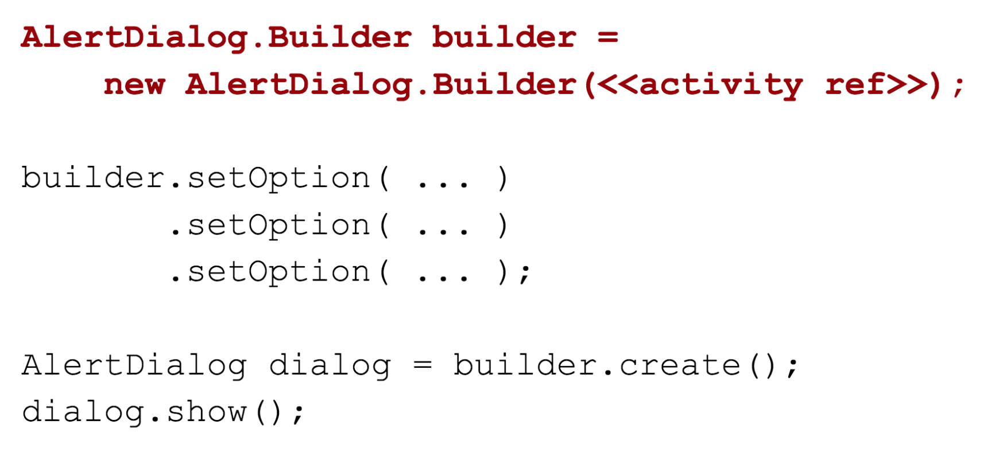 AlertDialog.Builder builder =
    new AlertDialog.Builder(<<activity ref>>);
builder.setOption( ... )
       .setOption( ... )
       .setOption( ... );
AlertDialog dialog = builder.create();
dialog.show();